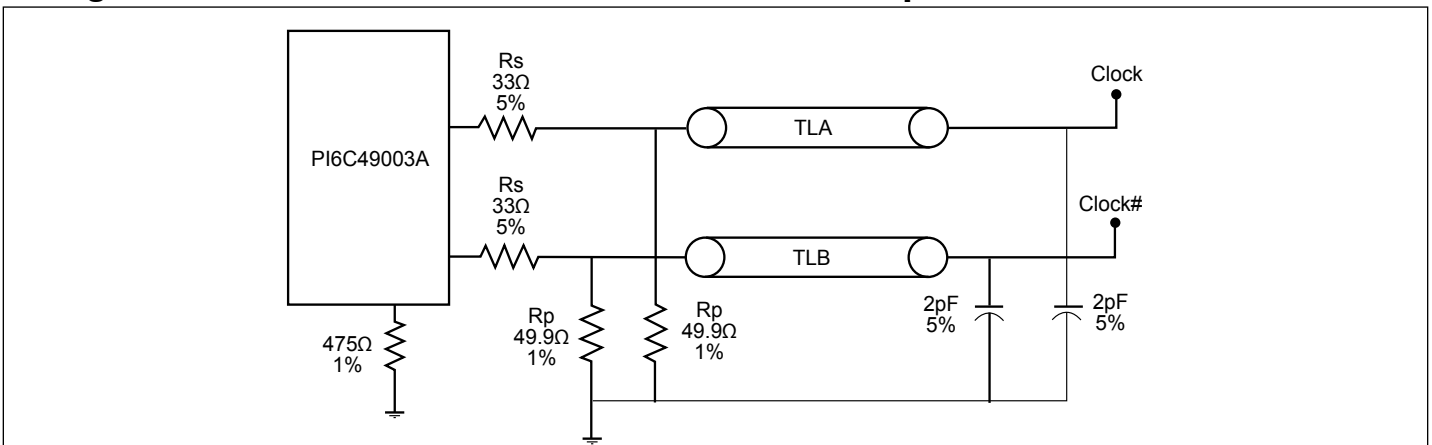 Rs
33Ω
5%
Clock
TLA
PI6C49003A
Rs
33Ω
5%
Clock#
TLB
Rp
49.9Ω
1%
Rp
49.9Ω
1%
2pF
5%
2pF
5%
475Ω
1%